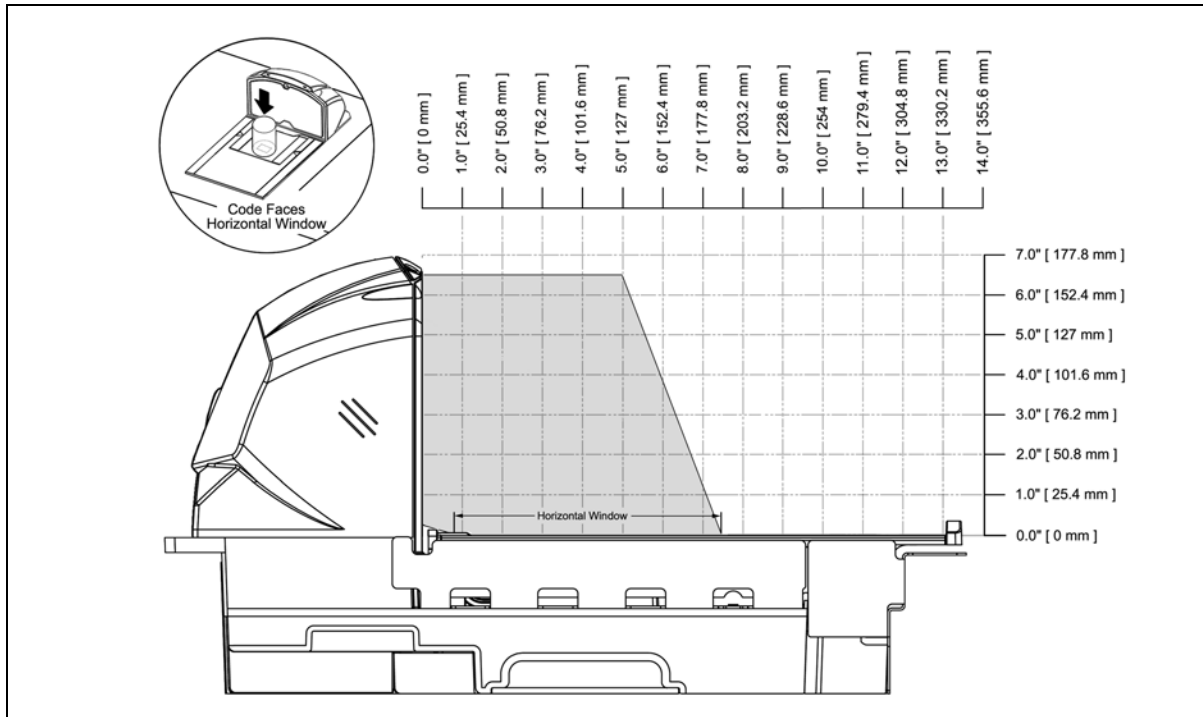 Code Faces
Horizontal Window
0.0" [ 0 mm ]
1.0" [ 25.4 mm ]
2.0" [ 50.8 mm ]
3.0" [ 76.2 mm ]
4.0" [ 101.6 mm ]
5.0" [ 127 mm ]
6.0" [ 152.4 mm ]
7.0" [ 177.8 mm ]
8.0" [ 203.2 mm ]
9.0" [ 228.6 mm ]
10.0" [ 254 mm ]
11.0" [ 279.4 mm ]
12.0" [ 304.8 mm ]
13.0" [ 330.2 mm ]
14.0" [ 355.6 mm ]
7.0" [ 177.8 mm ]
6.0" [ 152.4 mm ]
5.0" [ 127 mm ]
4.0" [ 101.6 mm ]
3.0" [ 76.2 mm ]
2.0" [ 50.8 mm ]
1.0" [ 25.4 mm ]
Horizontal Window
0.0" [ 0 mm ]